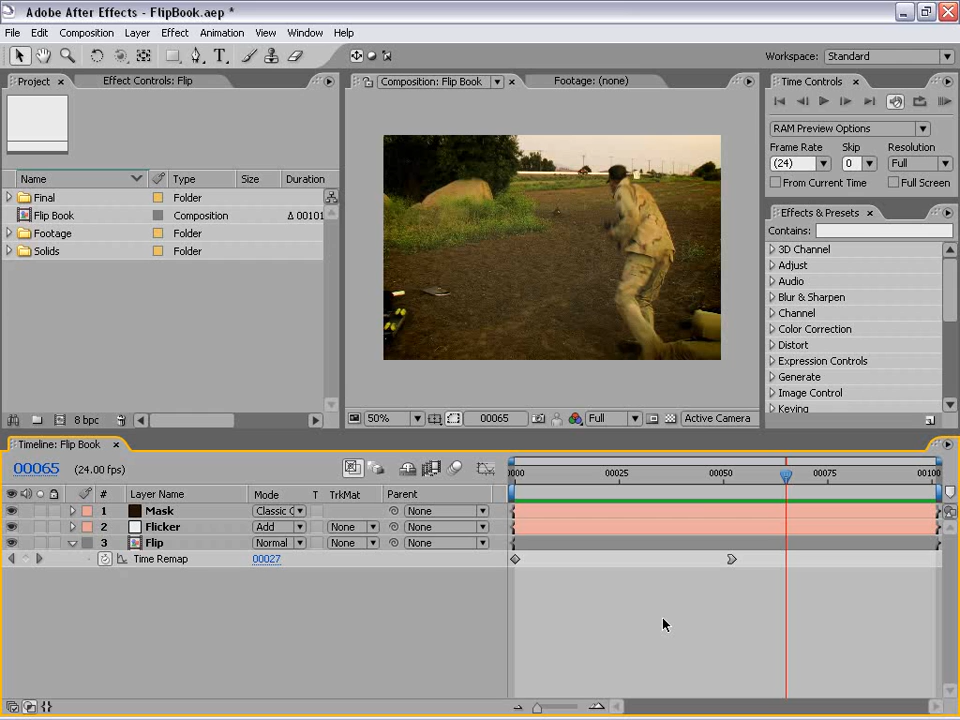 Adobe After Effects - FlipBook.aep *
File Edit Composition Layer Effect Animation View Window Help
Workspace: Standard
Project Effect Controls: Flip
Composition: Flip Book Footage: (none)
Time Controls
RAM Preview Options
Frame Rate Skip Resolution
(24) 0 Full
From Current Time Full Screen
Name Type Size Duration
Final Folder
Flip Book Composition Δ 00101
Footage Folder
Solids Folder
Effects & Presets
Contains:
3D Channel
Adjust
Audio
Blur & Sharpen
Channel
Color Correction
Distort
Expression Controls
Generate
Image Control
Keying
8 bpc
50% 00065 Full Active Camera
Timeline: Flip Book
00065 (24.00 fps)
0000 00025 00050 00075 00100
# Layer Name Mode T TrkMat Parent
1 Mask Classic C None
2 Flicker Add None None
3 Flip Normal None None
Time Remap 00027